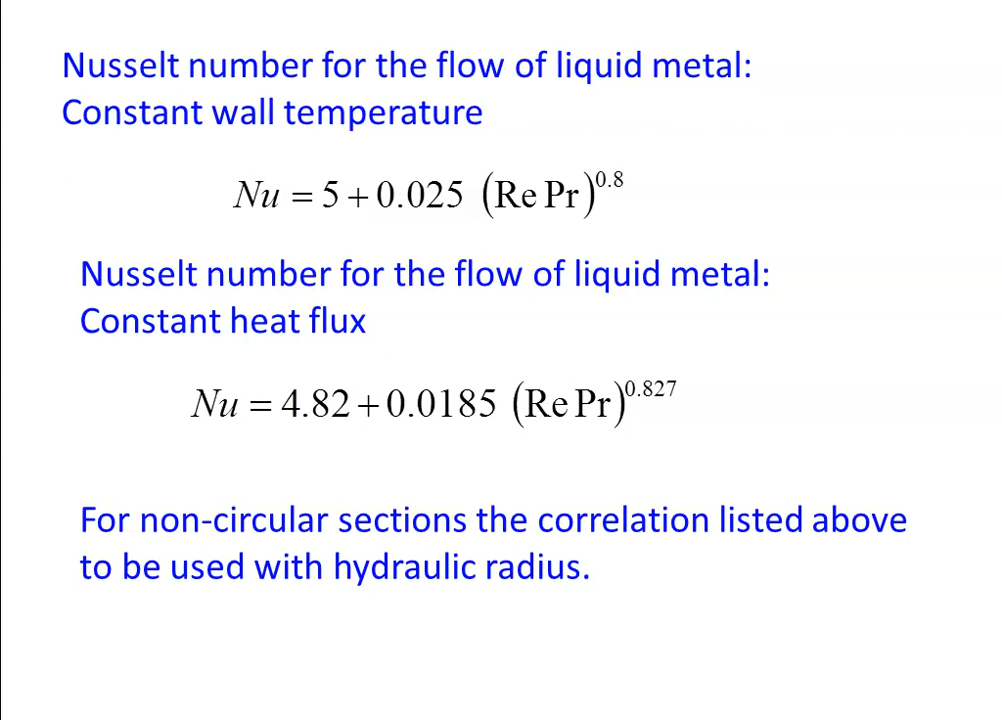 Nusselt number for the flow of liquid metal:
Constant wall temperature
Nu = 5 + 0.025 (Re Pr)^0.8
Nusselt number for the flow of liquid metal:
Constant heat flux
Nu = 4.82 + 0.0185 (Re Pr)^0.827
For non-circular sections the correlation listed above
to be used with hydraulic radius.